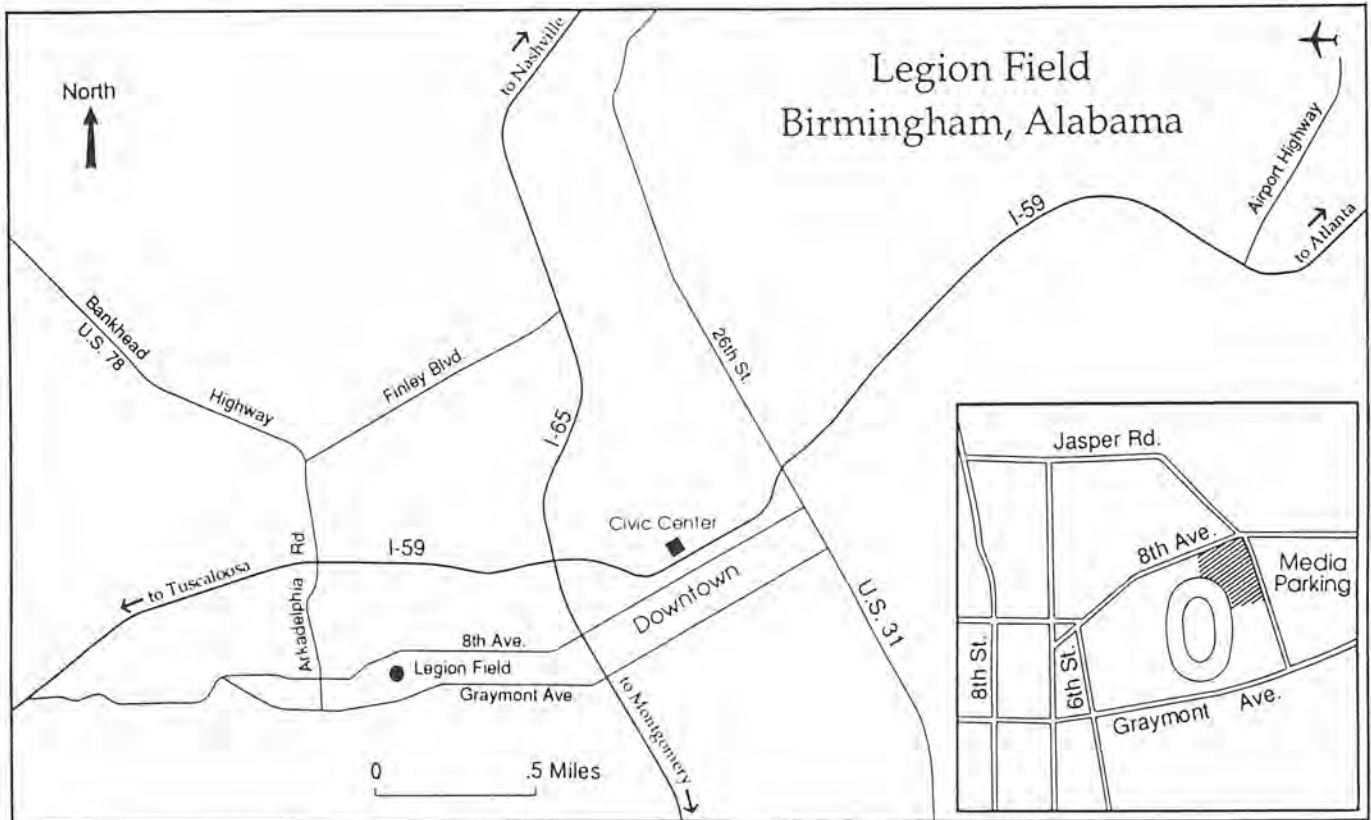 Legion Field
Birmingham, Alabama
North
to Nashville
Airport Highway
I-59
to Atlanta
Bankhead
U.S. 78
Highway
Finley Blvd.
26th St.
I-65
Civic Center
Arkadelphia Rd
I-59
to Tuscaloosa
Downtown
U.S. 31
8th Ave.
Legion Field
Graymont Ave.
to Montgomery
0 .5 Miles
Jasper Rd.
8th Ave.
Media
Parking
8th St.
6th St.
Graymont Ave.